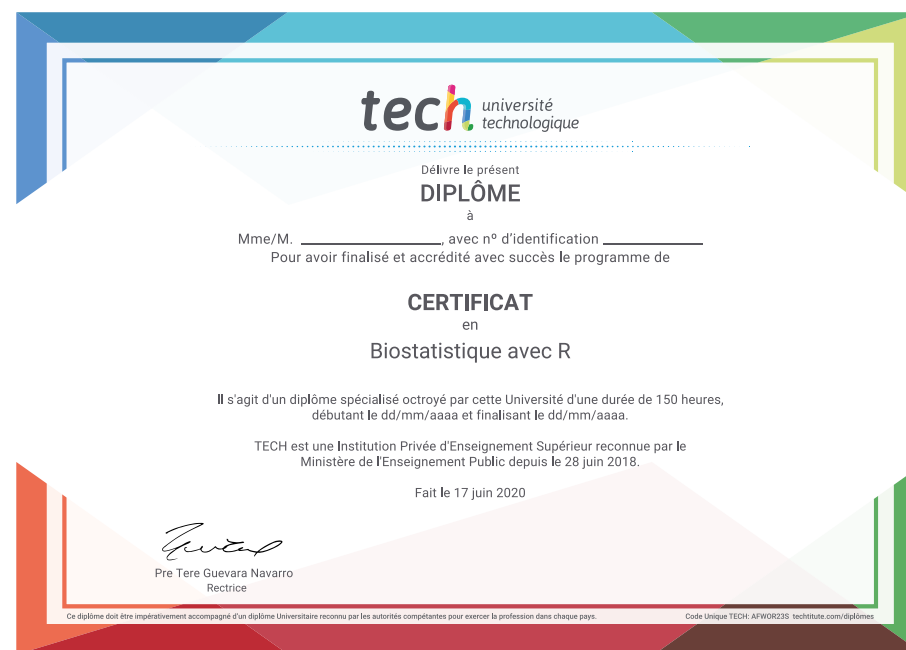 tech université
technologique
Délivre le présent
DIPLÔME
à
Mme/M. ____________________, avec nº d'identification ______________
Pour avoir finalisé et accrédité avec succès le programme de
CERTIFICAT
en
Biostatistique avec R
Il s'agit d'un diplôme spécialisé octroyé par cette Université d'une durée de 150 heures,
débutant le dd/mm/aaaa et finalisant le dd/mm/aaaa.
TECH est une Institution Privée d'Enseignement Supérieur reconnue par le
Ministère de l'Enseignement Public depuis le 28 juin 2018.
Fait le 17 juin 2020
Pre Tere Guevara Navarro
Rectrice
Ce diplôme doit être impérativement accompagné d'un diplôme Universitaire reconnu par les autorités compétantes pour exercer la profession dans chaque pays. Code Unique TECH: AFWOR23S techtitute.com/diplômes